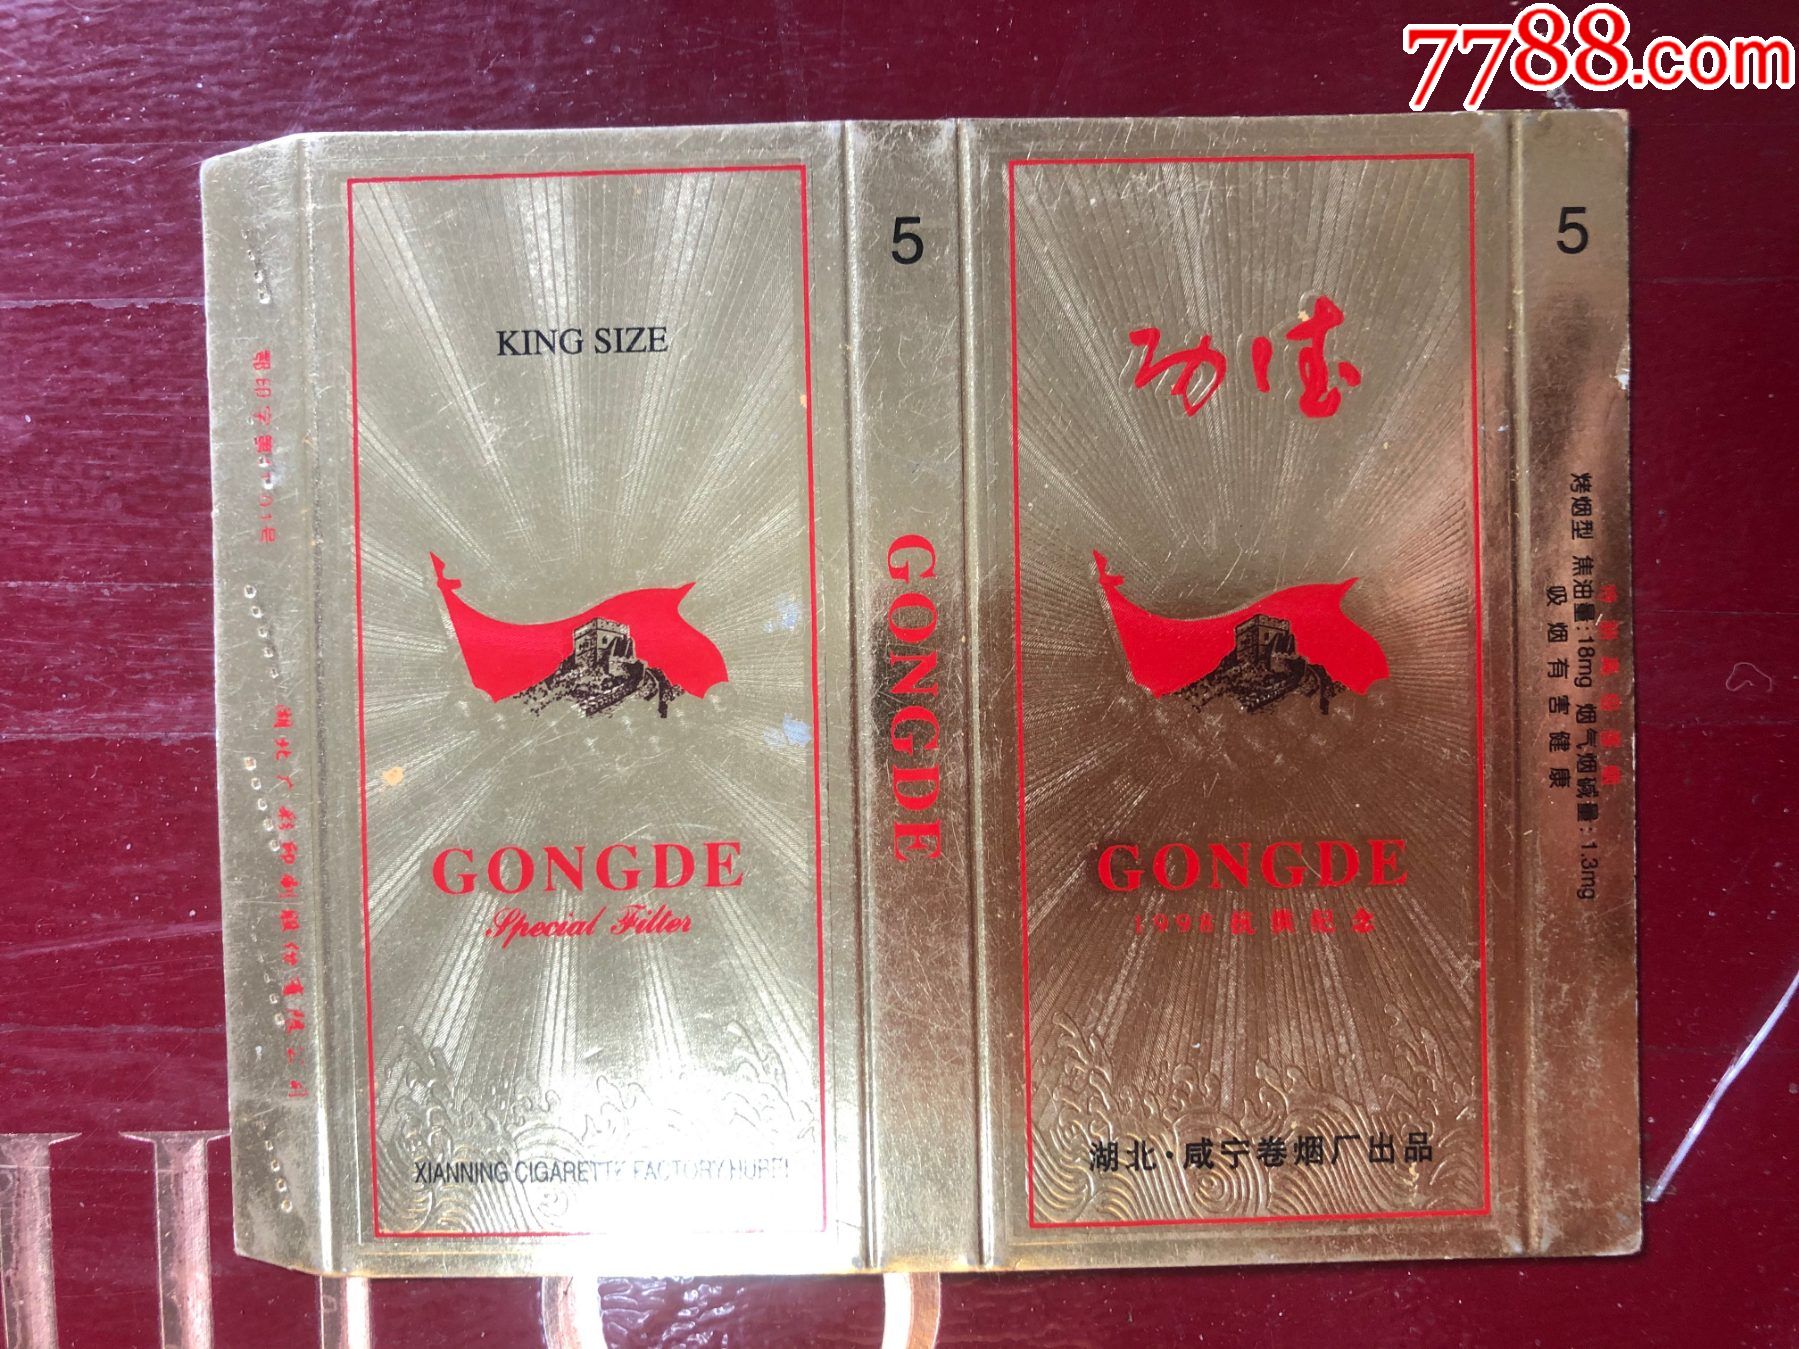 7788.com
KING SIZE
GONGDE
Special Filter
XIANNING CIGARETTE FACTORY.HUBEI
5
GONGDE
功德
GONGDE
1998抗洪纪念
湖北·咸宁卷烟厂出品
5
烤烟型 焦油量:18mg 烟气烟碱量:1.3mg
吸烟有害健康